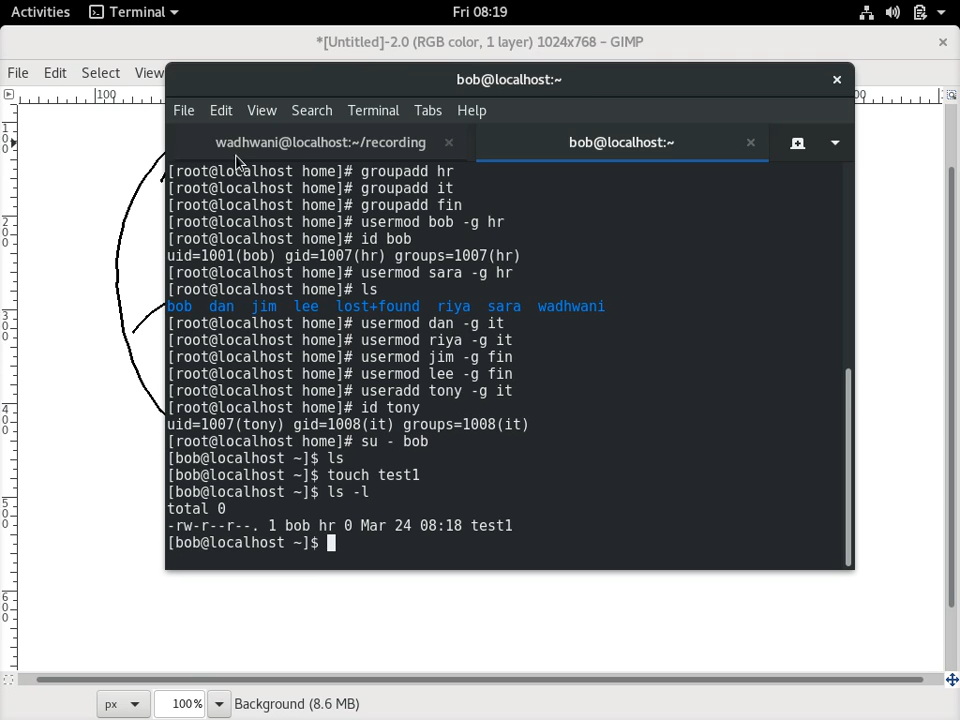 Activities Terminal Fri 08:19
*[Untitled]-2.0 (RGB color, 1 layer) 1024x768 – GIMP
File Edit Select View
bob@localhost:~
File Edit View Search Terminal Tabs Help
wadhwani@localhost:~/recording bob@localhost:~
[root@localhost home]# groupadd hr
[root@localhost home]# groupadd it
[root@localhost home]# groupadd fin
[root@localhost home]# usermod bob -g hr
[root@localhost home]# id bob
uid=1001(bob) gid=1007(hr) groups=1007(hr)
[root@localhost home]# usermod sara -g hr
[root@localhost home]# ls
bob dan jim lee lost+found riya sara wadhwani
[root@localhost home]# usermod dan -g it
[root@localhost home]# usermod riya -g it
[root@localhost home]# usermod jim -g fin
[root@localhost home]# usermod lee -g fin
[root@localhost home]# useradd tony -g it
[root@localhost home]# id tony
uid=1007(tony) gid=1008(it) groups=1008(it)
[root@localhost home]# su - bob
[bob@localhost ~]$ ls
[bob@localhost ~]$ touch test1
[bob@localhost ~]$ ls -l
total 0
-rw-r--r--. 1 bob hr 0 Mar 24 08:18 test1
[bob@localhost ~]$
px 100% Background (8.6 MB)